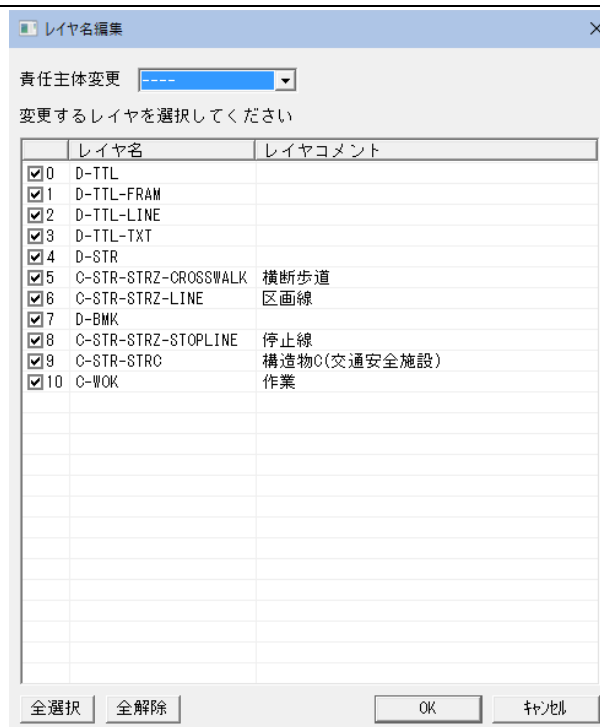 レイヤ名編集
責任主体変更 ----
変更するレイヤを選択してください
レイヤ名 レイヤコメント
0 D-TTL
1 D-TTL-FRAM
2 D-TTL-LINE
3 D-TTL-TXT
4 D-STR
5 C-STR-STRZ-CROSSWALK 横断歩道
6 C-STR-STRZ-LINE 区画線
7 D-BMK
8 C-STR-STRZ-STOPLINE 停止線
9 C-STR-STRC 構造物C(交通安全施設)
10 C-WOK 作業
全選択 全解除 OK ｷｬﾝｾﾙ